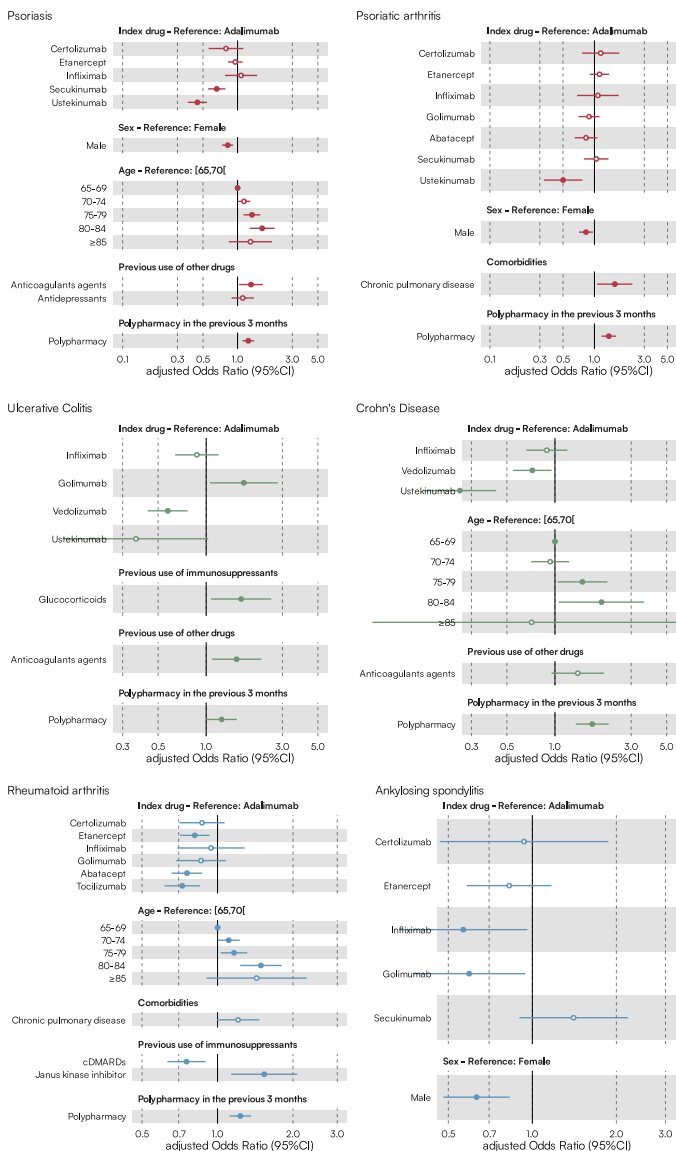 Psoriasis
Index drug - Reference: Adalimumab
Certolizumab
Etanercept
Infliximab
Secukinumab
Ustekinumab
Sex - Reference: Female
Male
Age - Reference: [65,70[
65-69
70-74
75-79
80-84
≥85
Previous use of other drugs
Anticoagulants agents
Antidepressants
Polypharmacy in the previous 3 months
Polypharmacy
0.1 0.3 0.5 1.0 3.0 5.0
adjusted Odds Ratio (95%CI)
Psoriatic arthritis
Index drug - Reference: Adalimumab
Certolizumab
Etanercept
Infliximab
Golimumab
Abatacept
Secukinumab
Ustekinumab
Sex - Reference: Female
Male
Comorbidities
Chronic pulmonary disease
Polypharmacy in the previous 3 months
Polypharmacy
0.1 0.3 0.5 1.0 3.0 5.0
adjusted Odds Ratio (95%CI)
Ulcerative Colitis
Index drug - Reference: Adalimumab
Infliximab
Golimumab
Vedolizumab
Ustekinumab
Previous use of immunosuppressants
Glucocorticoids
Previous use of other drugs
Anticoagulants agents
Polypharmacy in the previous 3 months
Polypharmacy
0.3 0.5 1.0 3.0 5.0
adjusted Odds Ratio (95%CI)
Crohn's Disease
Index drug - Reference: Adalimumab
Infliximab
Vedolizumab
Ustekinumab
Age - Reference: [65,70[
65-69
70-74
75-79
80-84
≥85
Previous use of other drugs
Anticoagulants agents
Polypharmacy in the previous 3 months
Polypharmacy
0.3 0.5 1.0 3.0 5.0
adjusted Odds Ratio (95%CI)
Rheumatoid arthritis
Index drug - Reference: Adalimumab
Certolizumab
Etanercept
Infliximab
Golimumab
Abatacept
Tocilizumab
Age - Reference: [65,70[
65-69
70-74
75-79
80-84
≥85
Comorbidities
Chronic pulmonary disease
Previous use of immunosuppressants
cDMARDs
Janus kinase inhibitor
Polypharmacy in the previous 3 months
Polypharmacy
0.5 0.7 1.0 2.0 3.0
adjusted Odds Ratio (95%CI)
Ankylosing spondylitis
Index drug - Reference: Adalimumab
Certolizumab
Etanercept
Infliximab
Golimumab
Secukinumab
Sex - Reference: Female
Male
0.5 0.7 1.0 2.0 3.0
adjusted Odds Ratio (95%CI)